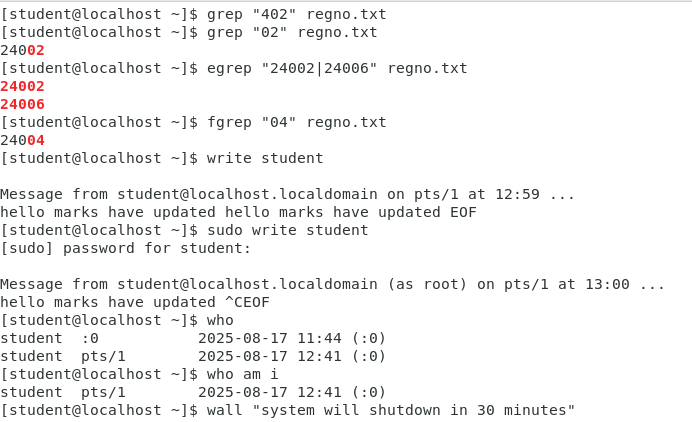 [student@localhost ~]$ grep "402" regno.txt
[student@localhost ~]$ grep "02" regno.txt
24002
[student@localhost ~]$ egrep "24002|24006" regno.txt
24002
24006
[student@localhost ~]$ fgrep "04" regno.txt
24004
[student@localhost ~]$ write student

Message from student@localhost.localdomain on pts/1 at 12:59 ...
hello marks have updated hello marks have updated EOF
[student@localhost ~]$ sudo write student
[sudo] password for student:

Message from student@localhost.localdomain (as root) on pts/1 at 13:00 ...
hello marks have updated ^CEOF
[student@localhost ~]$ who
student  :0           2025-08-17 11:44 (:0)
student  pts/1        2025-08-17 12:41 (:0)
[student@localhost ~]$ who am i
student  pts/1        2025-08-17 12:41 (:0)
[student@localhost ~]$ wall "system will shutdown in 30 minutes"